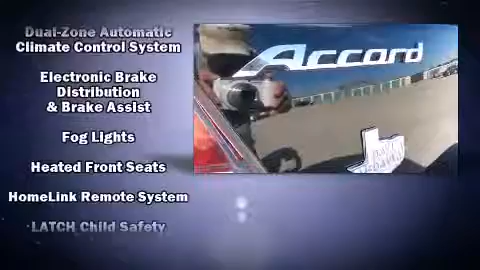 Dual-Zone Automatic
Climate Control System
Electronic Brake
Distribution
& Brake Assist
Fog Lights
Heated Front Seats
HomeLink Remote System
LATCH Child Safety
Accord